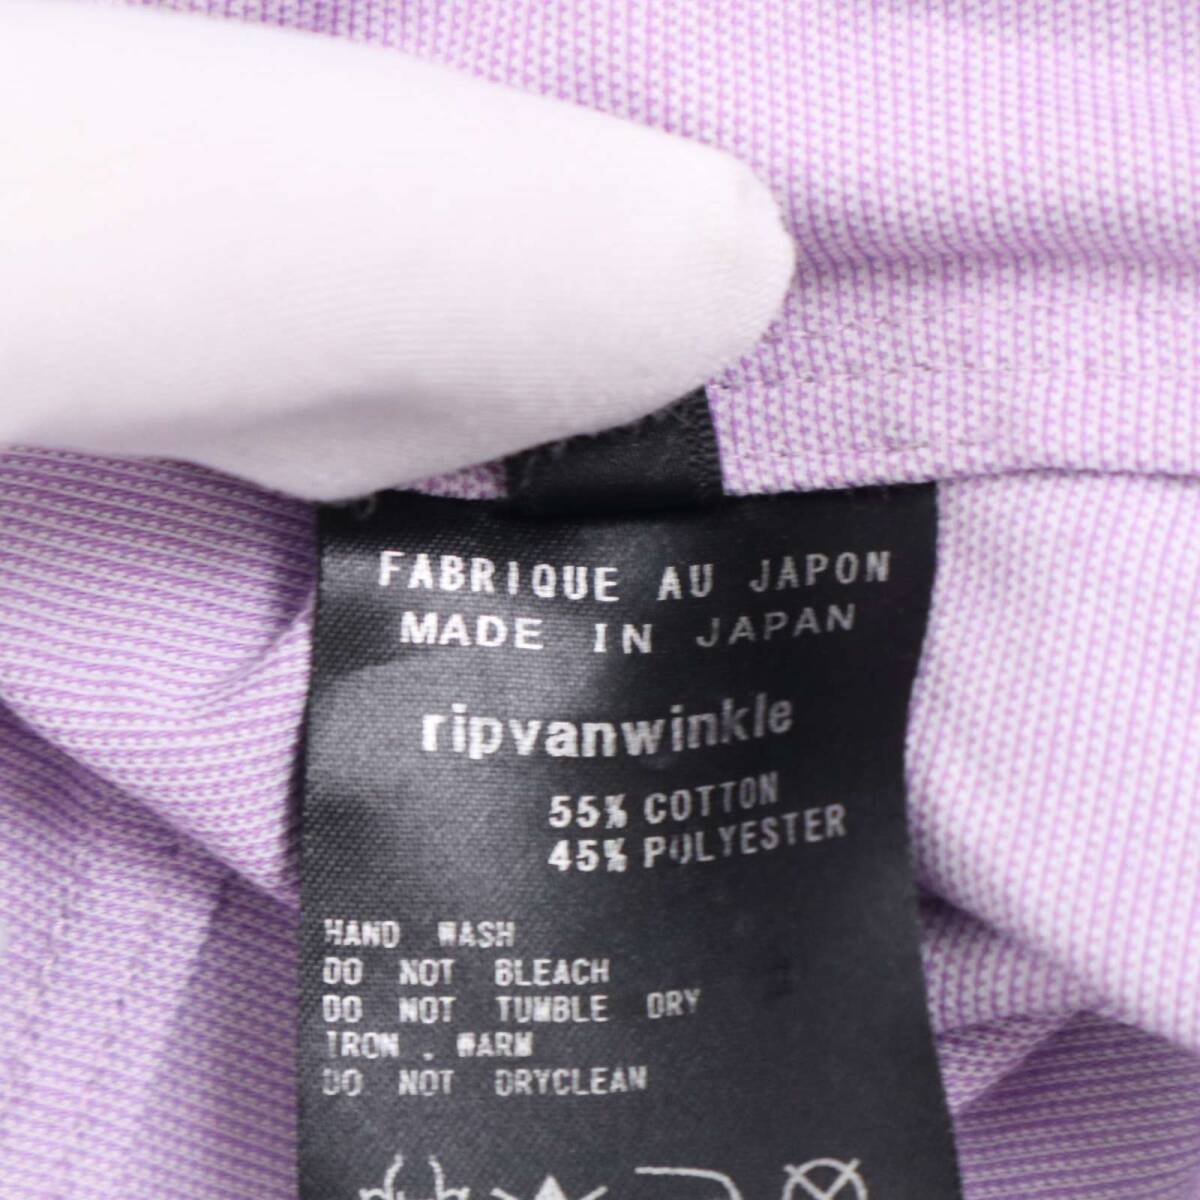 FABRIQUE AU JAPON
MADE IN JAPAN
ripvanwinkle
55% COTTON
45% POLYESTER
HAND WASH
DO NOT BLEACH
DO NOT TUMBLE DRY
IRON . WARM
DO NOT DRYCLEAN